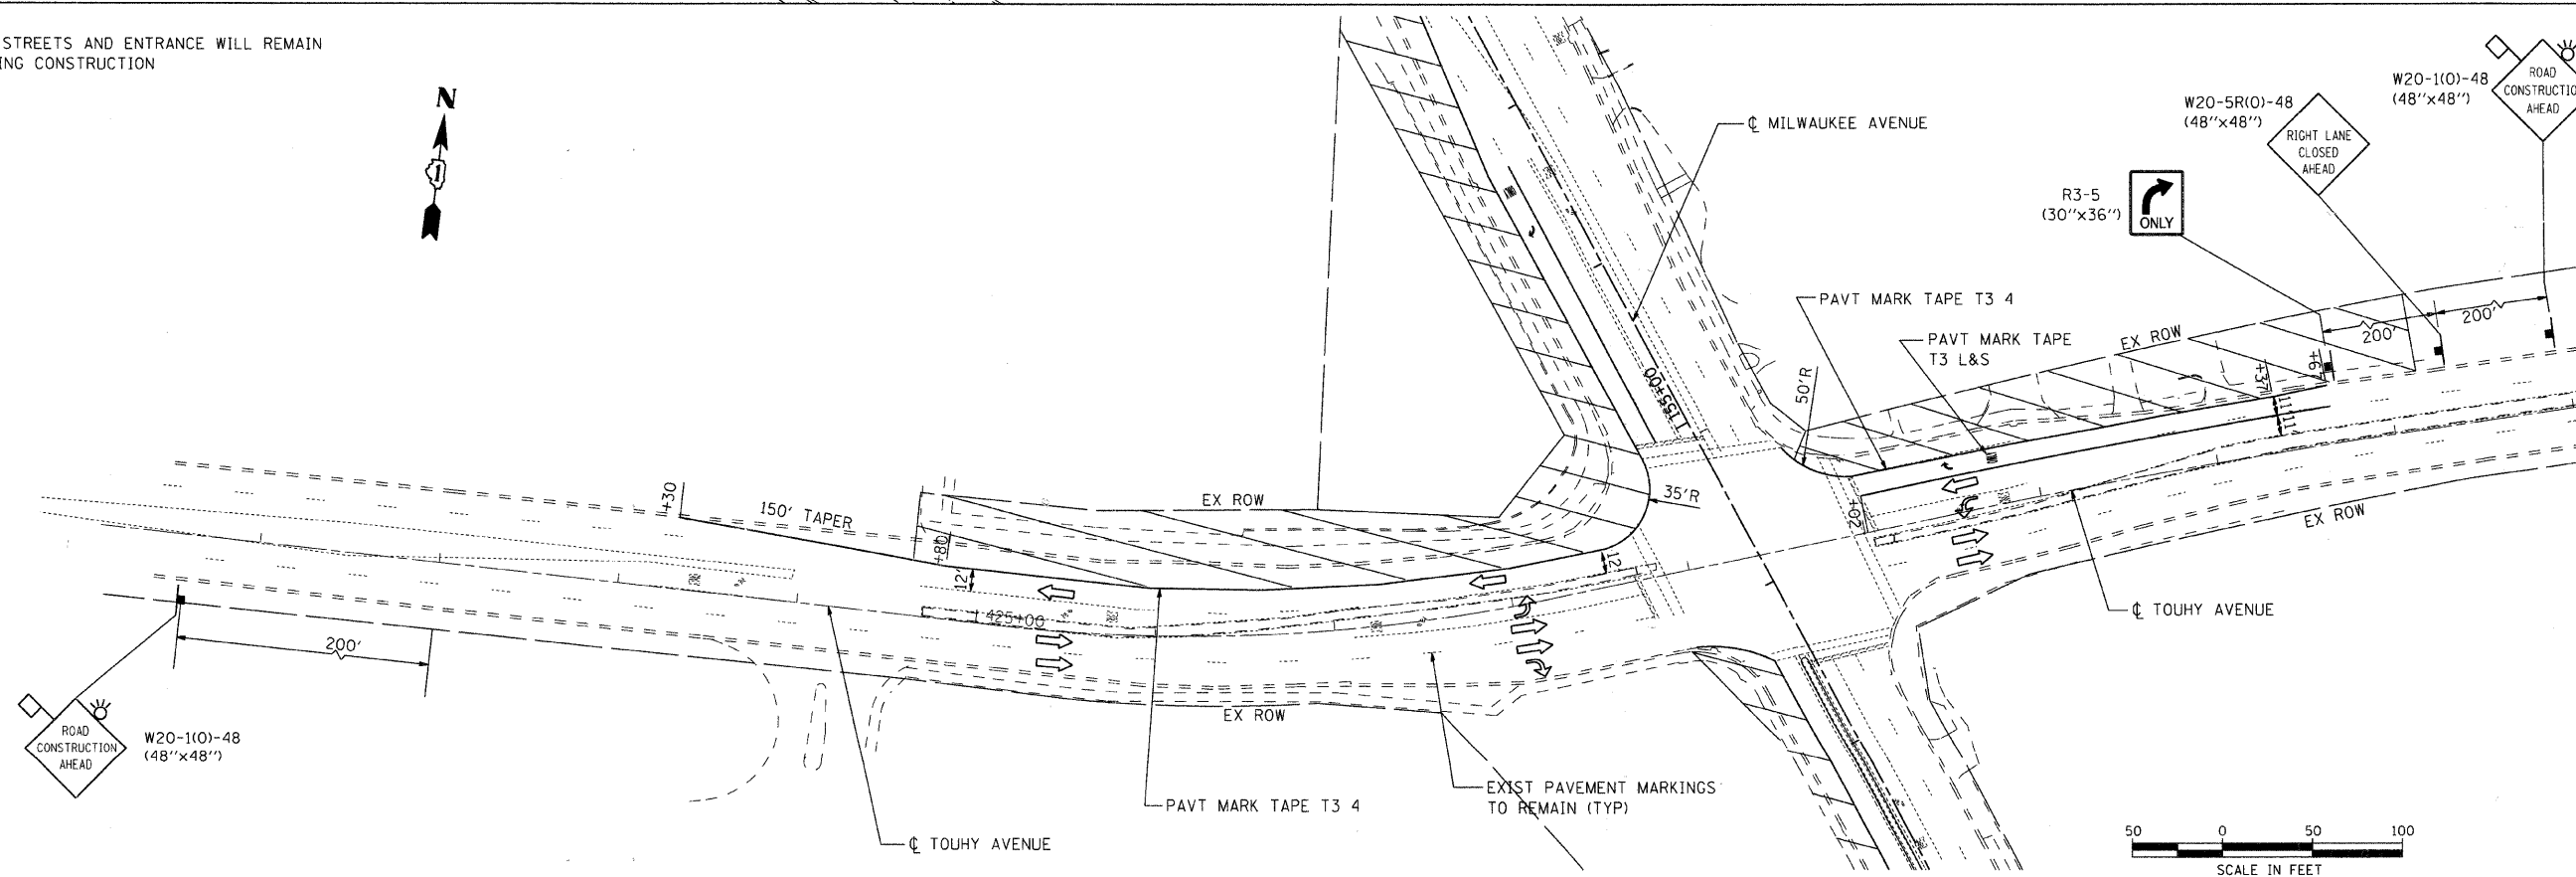 STREETS AND ENTRANCE WILL REMAIN
ING CONSTRUCTION
N
1
℄ MILWAUKEE AVENUE
W20-1(O)-48
(48''x48'')
ROAD
CONSTRUCTIO
AHEAD
W20-5R(O)-48
(48''x48'')
RIGHT LANE
CLOSED
AHEAD
R3-5
(30''x36'')
ONLY
PAVT MARK TAPE T3 4
PAVT MARK TAPE
T3 L&S
EX ROW
200'
200'
+37
11'
11'
50'R
1155+00
35'R
+02
EX ROW
℄ TOUHY AVENUE
+30
150' TAPER
+80
12'
EX ROW
12'
425+00
200'
ROAD
CONSTRUCTION
AHEAD
W20-1(O)-48
(48''x48'')
EX ROW
PAVT MARK TAPE T3 4
EXIST PAVEMENT MARKINGS
TO REMAIN (TYP)
℄ TOUHY AVENUE
50 0 50 100
SCALE IN FEET